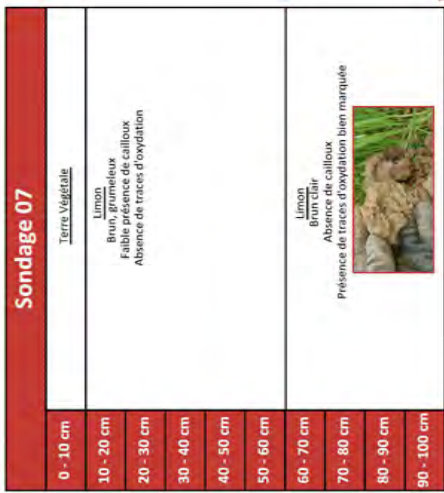 Sondage 07
0 - 10 cm
Terre Végétale
10 - 20 cm
20 - 30 cm
30 - 40 cm
40 - 50 cm
50 - 60 cm
Limon
Brun, grumeleux
Faible présence de cailloux
Absence de traces d'oxydation
60 - 70 cm
70 - 80 cm
80 - 90 cm
90 - 100 cm
Limon
Brun clair
Absence de cailloux
Présence de traces d'oxydation bien marquée